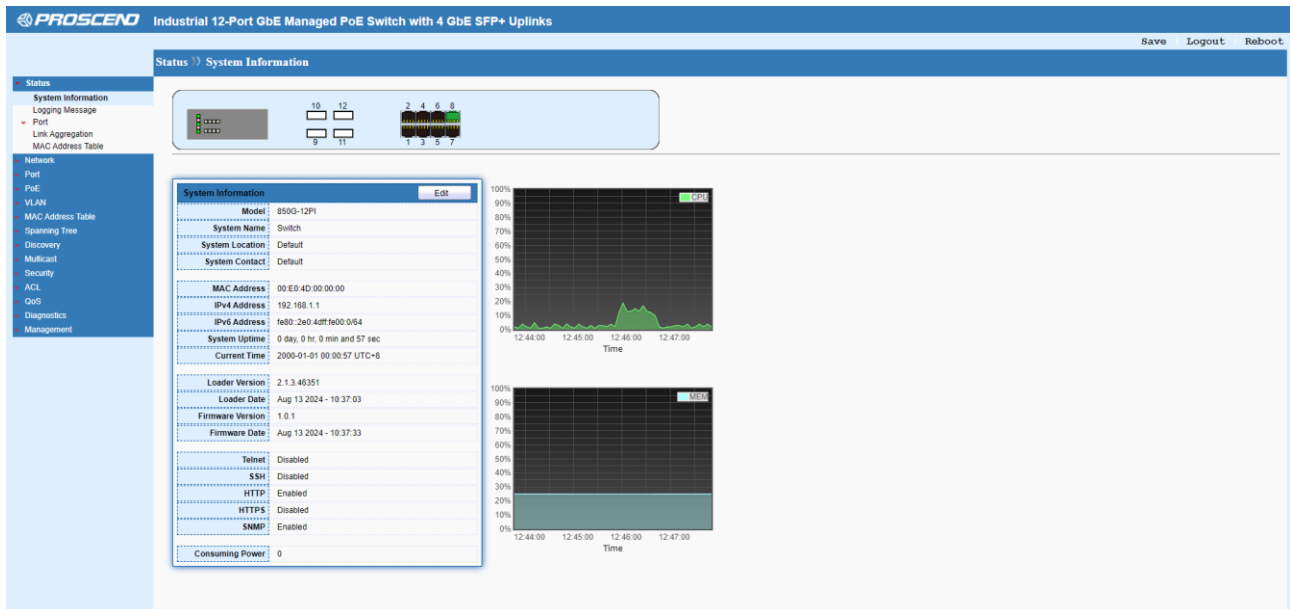 PROSCEND Industrial 12-Port GbE Managed PoE Switch with 4 GbE SFP+ Uplinks
Save Logout Reboot
Status » System Information
Status
System Information
Logging Message
Port
Link Aggregation
MAC Address Table
Network
Port
PoE
VLAN
MAC Address Table
Spanning Tree
Discovery
Multicast
Security
ACL
QoS
Diagnostics
Management
10 12 2 4 6 8
9 11 1 3 5 7
System Information Edit
Model 850G-12PI
System Name Switch
System Location Default
System Contact Default
MAC Address 00:E0:4D:00:00:00
IPv4 Address 192.168.1.1
IPv6 Address fe80::2e0:4dff:fe00:0/64
System Uptime 0 day, 0 hr, 0 min and 57 sec
Current Time 2000-01-01 00:00:57 UTC+8
Loader Version 2.1.3.46351
Loader Date Aug 13 2024 - 10:37:03
Firmware Version 1.0.1
Firmware Date Aug 13 2024 - 10:37:33
Telnet Disabled
SSH Disabled
HTTP Enabled
HTTPS Disabled
SNMP Enabled
Consuming Power 0
CPU
100%
90%
80%
70%
60%
50%
40%
30%
20%
10%
0%
12:44:00 12:45:00 12:46:00 12:47:00
Time
MEM
100%
90%
80%
70%
60%
50%
40%
30%
20%
10%
0%
12:44:00 12:45:00 12:46:00 12:47:00
Time